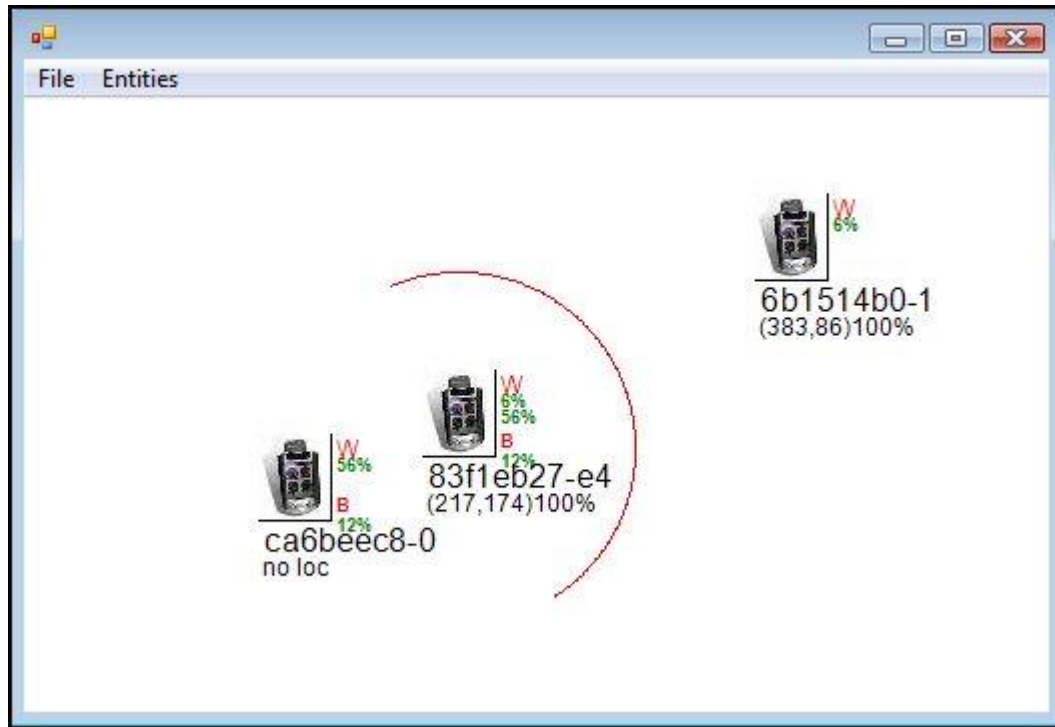 File Entities
W
6%
6b1514b0-1
(383,86)100%
W
6%
56%
B
12%
83f1eb27-e4
(217,174)100%
W
56%
B
12%
ca6beec8-0
no loc